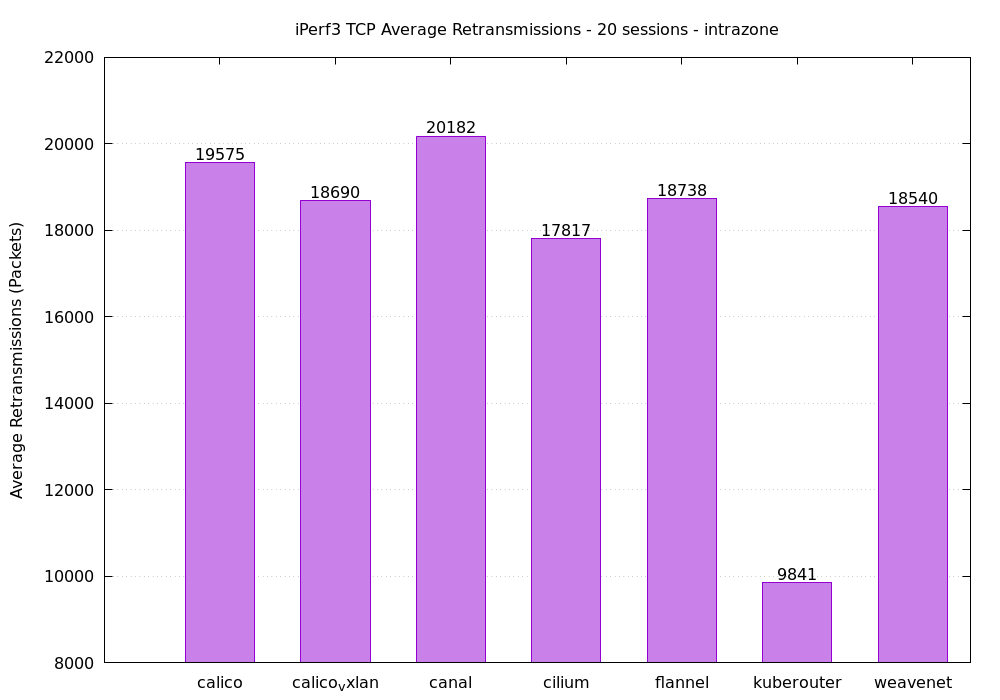 iPerf3 TCP Average Retransmissions - 20 sessions - intrazone
Average Retransmissions (Packets)
22000
20000
18000
16000
14000
12000
10000
8000
19575
18690
20182
17817
18738
9841
18540
calico
calicovxlan
canal
cilium
flannel
kuberouter
weavenet